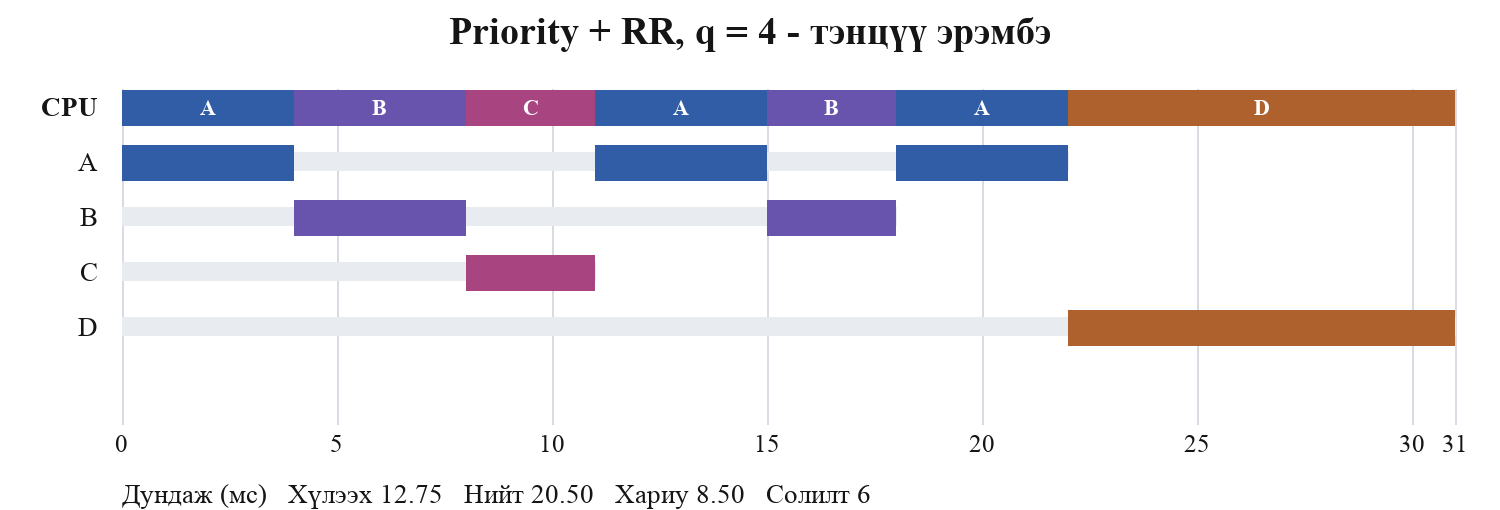 Priority + RR, q = 4 - тэнцүү эрэмбэ
CPU A B C A B A D
A
B
C
D
0 5 10 15 20 25 30 31
Дундаж (мс) Хүлээх 12.75 Нийт 20.50 Хариу 8.50 Солилт 6